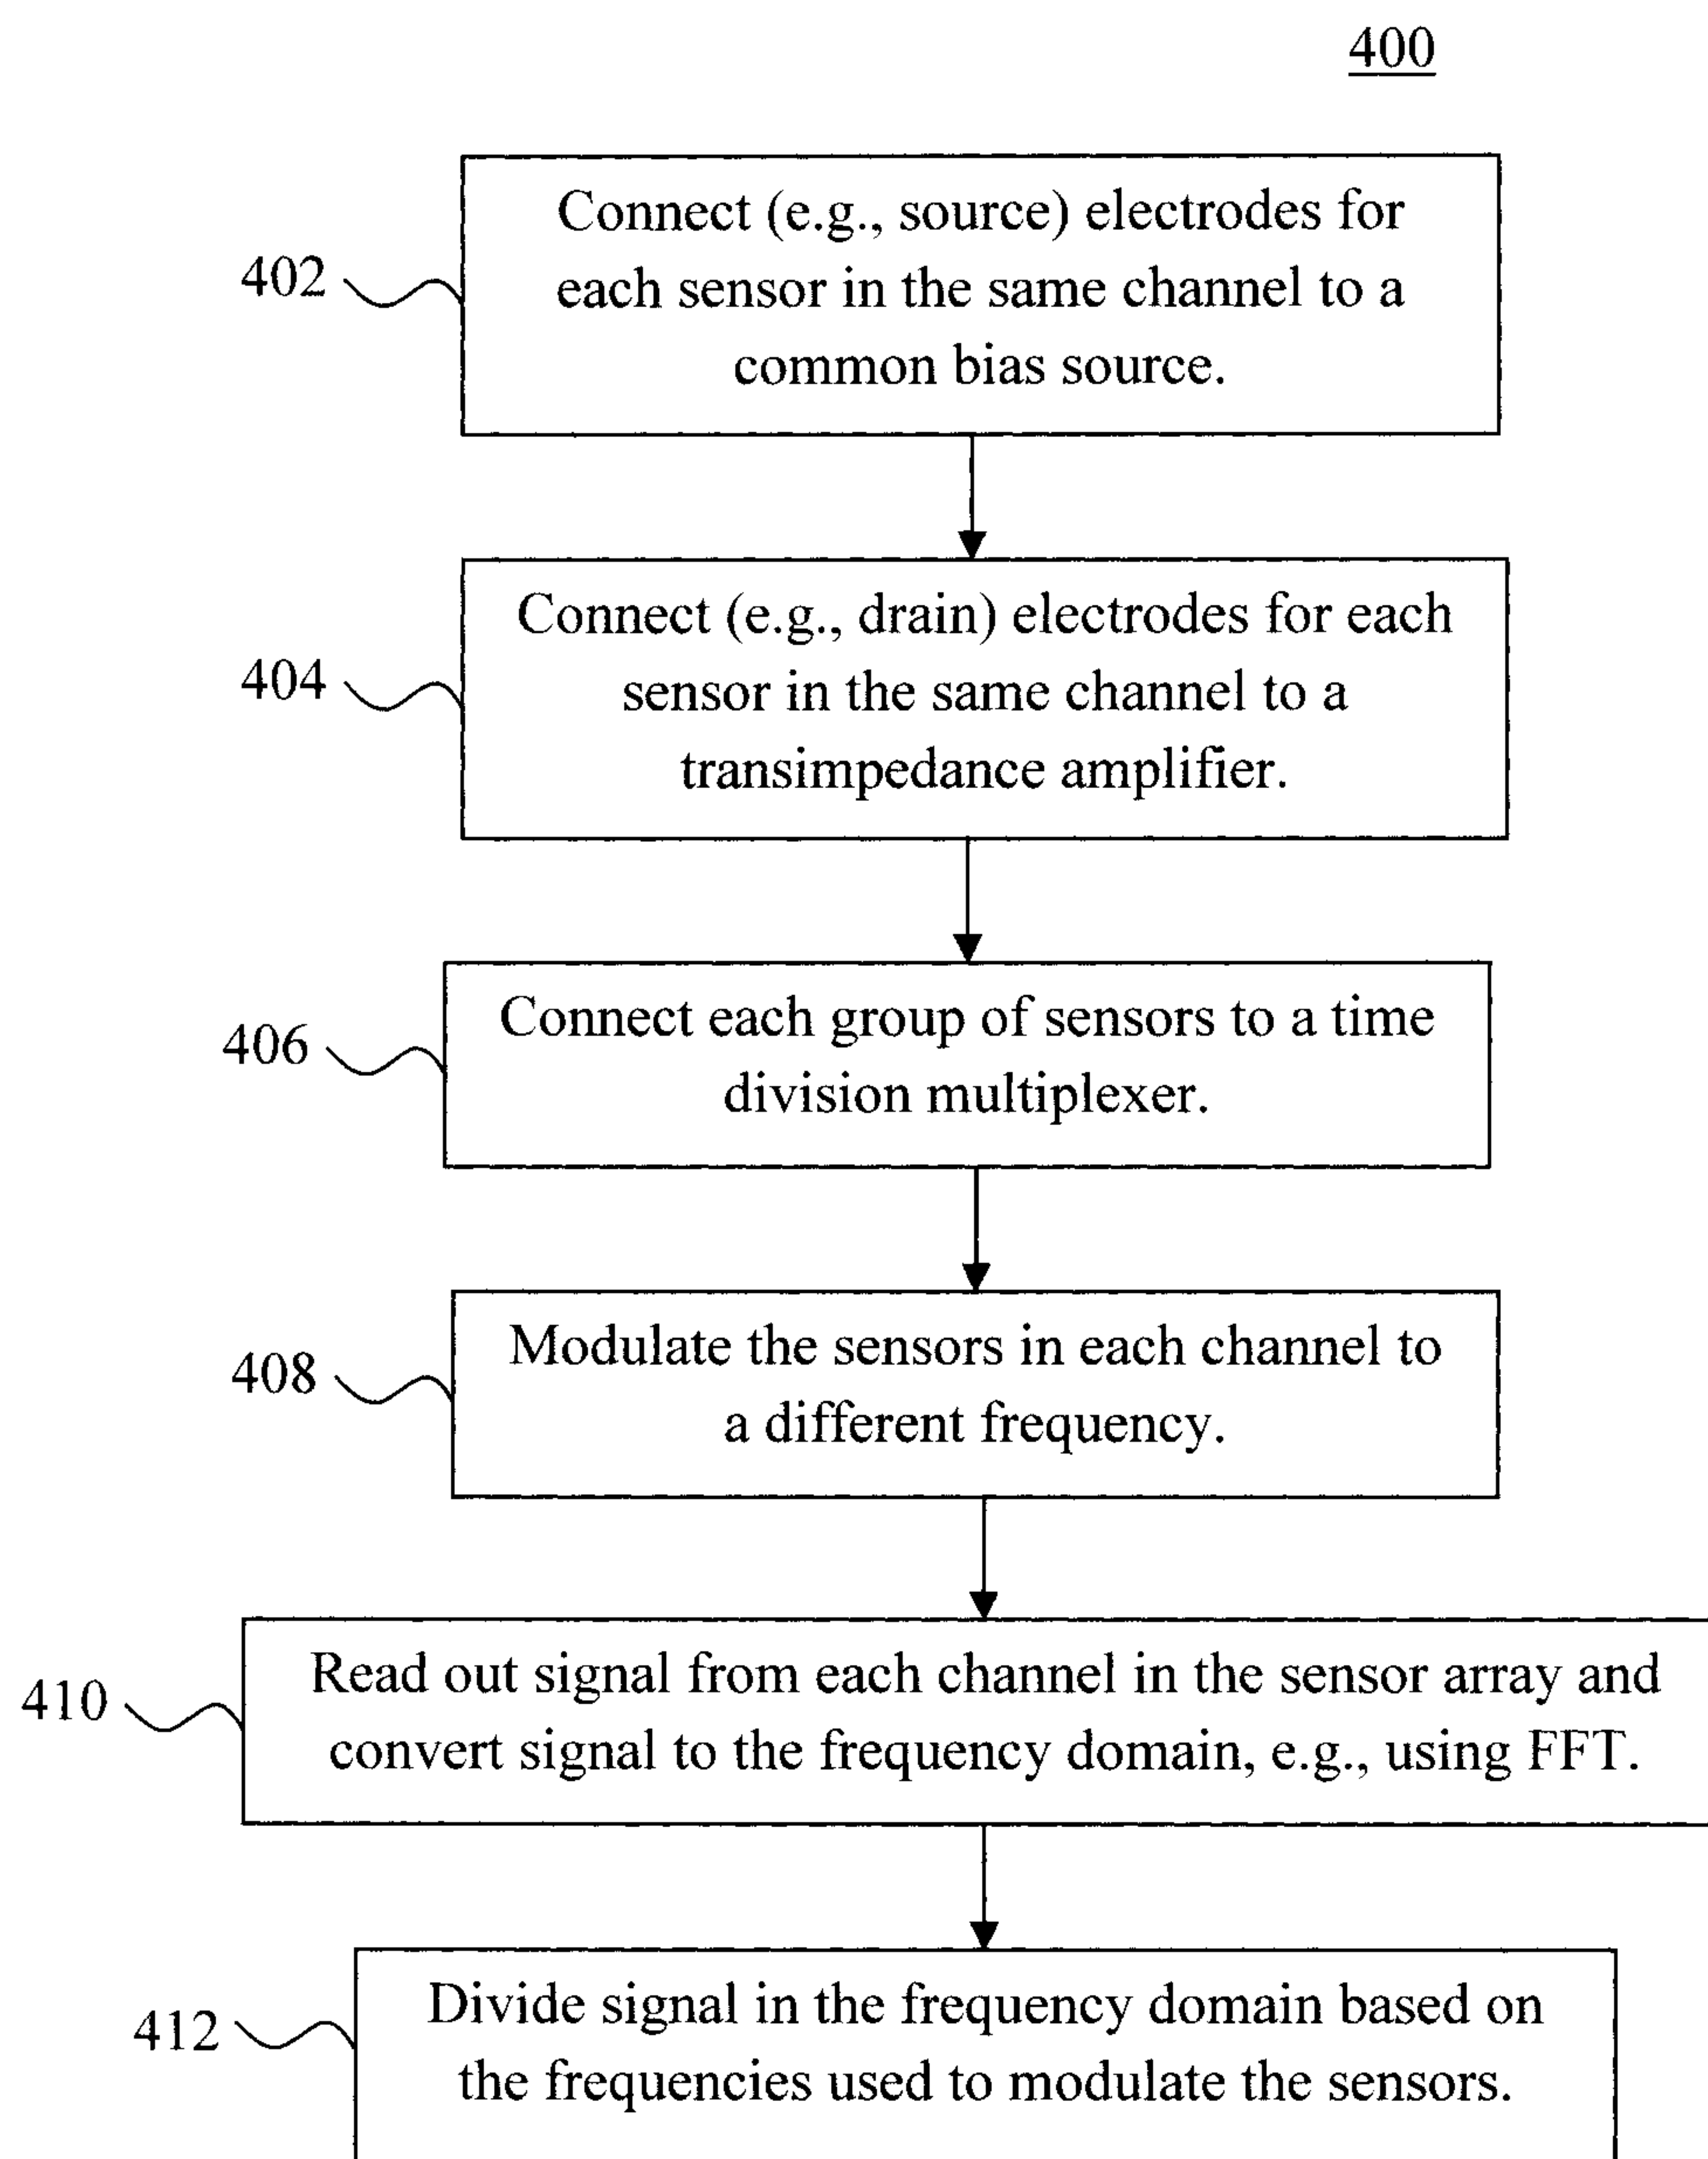 400
402
Connect (e.g., source) electrodes for
each sensor in the same channel to a
common bias source.
404
Connect (e.g., drain) electrodes for each
sensor in the same channel to a
transimpedance amplifier.
406
Connect each group of sensors to a time
division multiplexer.
408
Modulate the sensors in each channel to
a different frequency.
410
Read out signal from each channel in the sensor array and
convert signal to the frequency domain, e.g., using FFT.
412
Divide signal in the frequency domain based on
the frequencies used to modulate the sensors.